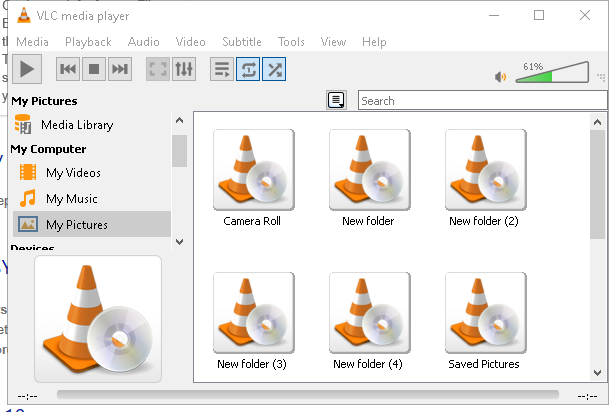 VLC media player
Media Playback Audio Video Subtitle Tools View Help
61%
My Pictures
Search
Media Library
My Computer
My Videos
My Music
My Pictures
Devices
Camera Roll New folder New folder (2)
New folder (3) New folder (4) Saved Pictures
--:-- --:--